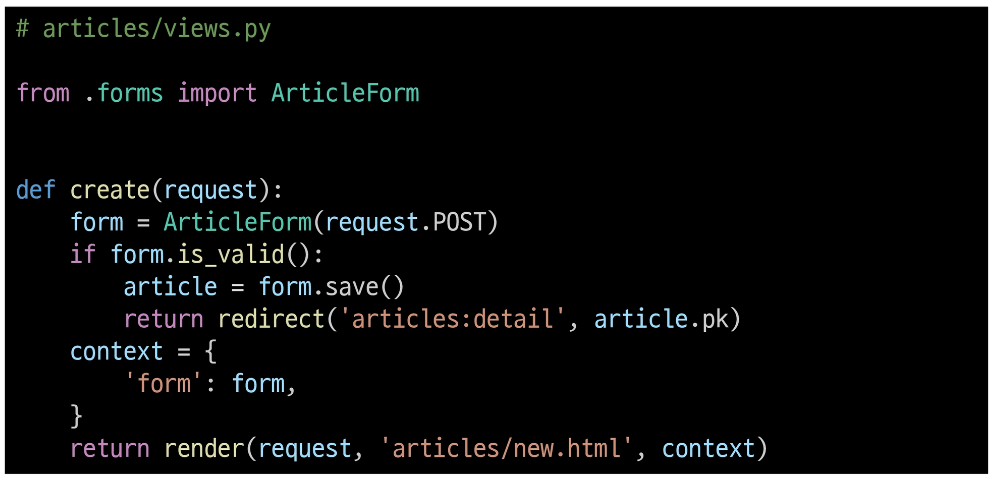 # articles/views.py
from .forms import ArticleForm
def create(request):
    form = ArticleForm(request.POST)
    if form.is_valid():
        article = form.save()
        return redirect('articles:detail', article.pk)
    context = {
        'form': form,
    }
    return render(request, 'articles/new.html', context)